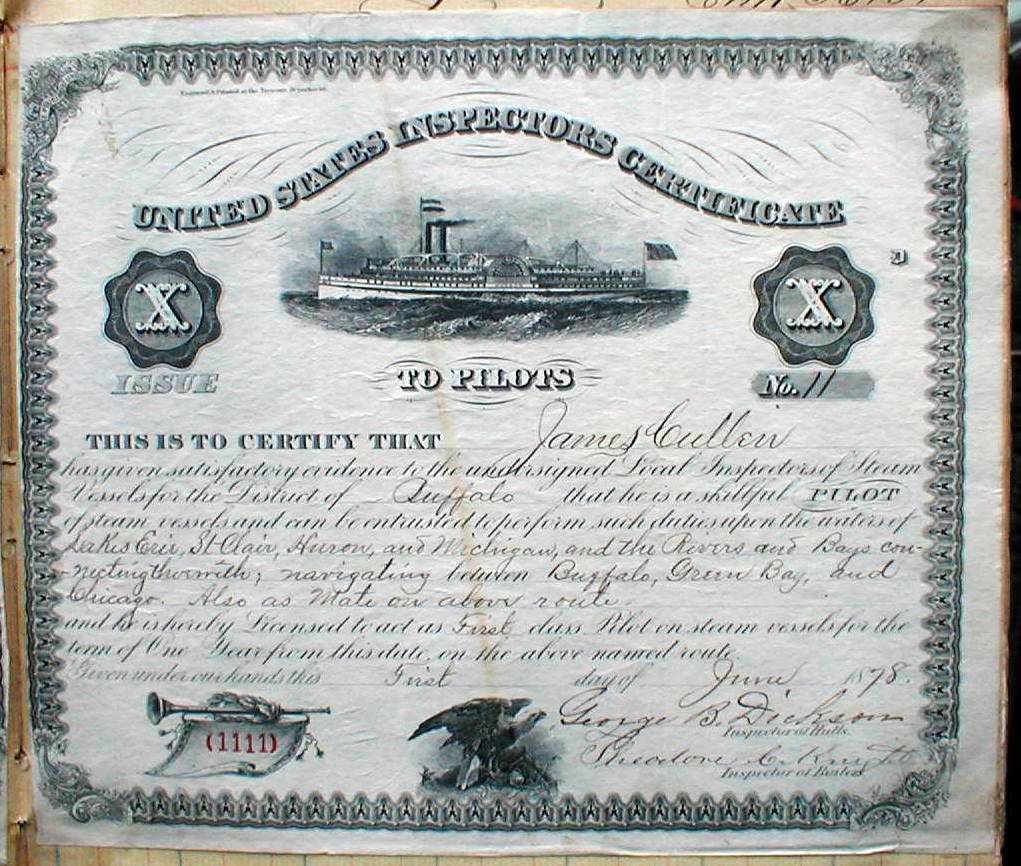 Engraved & Printed at the Treasury Department.
UNITED STATES INSPECTORS CERTIFICATE
X
X
ISSUE
TO PILOTS
No. 11
THIS IS TO CERTIFY THAT James Cullen
has given satisfactory evidence to the undersigned Local Inspectors of Steam
Vessels for the District of Buffalo that he is a skillful PILOT
of steam vessels and can be entrusted to perform such duties upon the waters of
Lakes Erie, St Clair, Huron, and Michigan, and the Rivers and Bays con-
-necting therewith; navigating between Buffalo, Green Bay, and
Chicago. Also as Mate on above route.
and he is hereby Licensed to act as First class Pilot on steam vessels for the
term of One Year from this date, on the above named route.
Given under our hands this First day of June 1878.
George B. Dickson
Inspector of Hulls.
(1111)
Theodore C. Knight
Inspector of Boilers